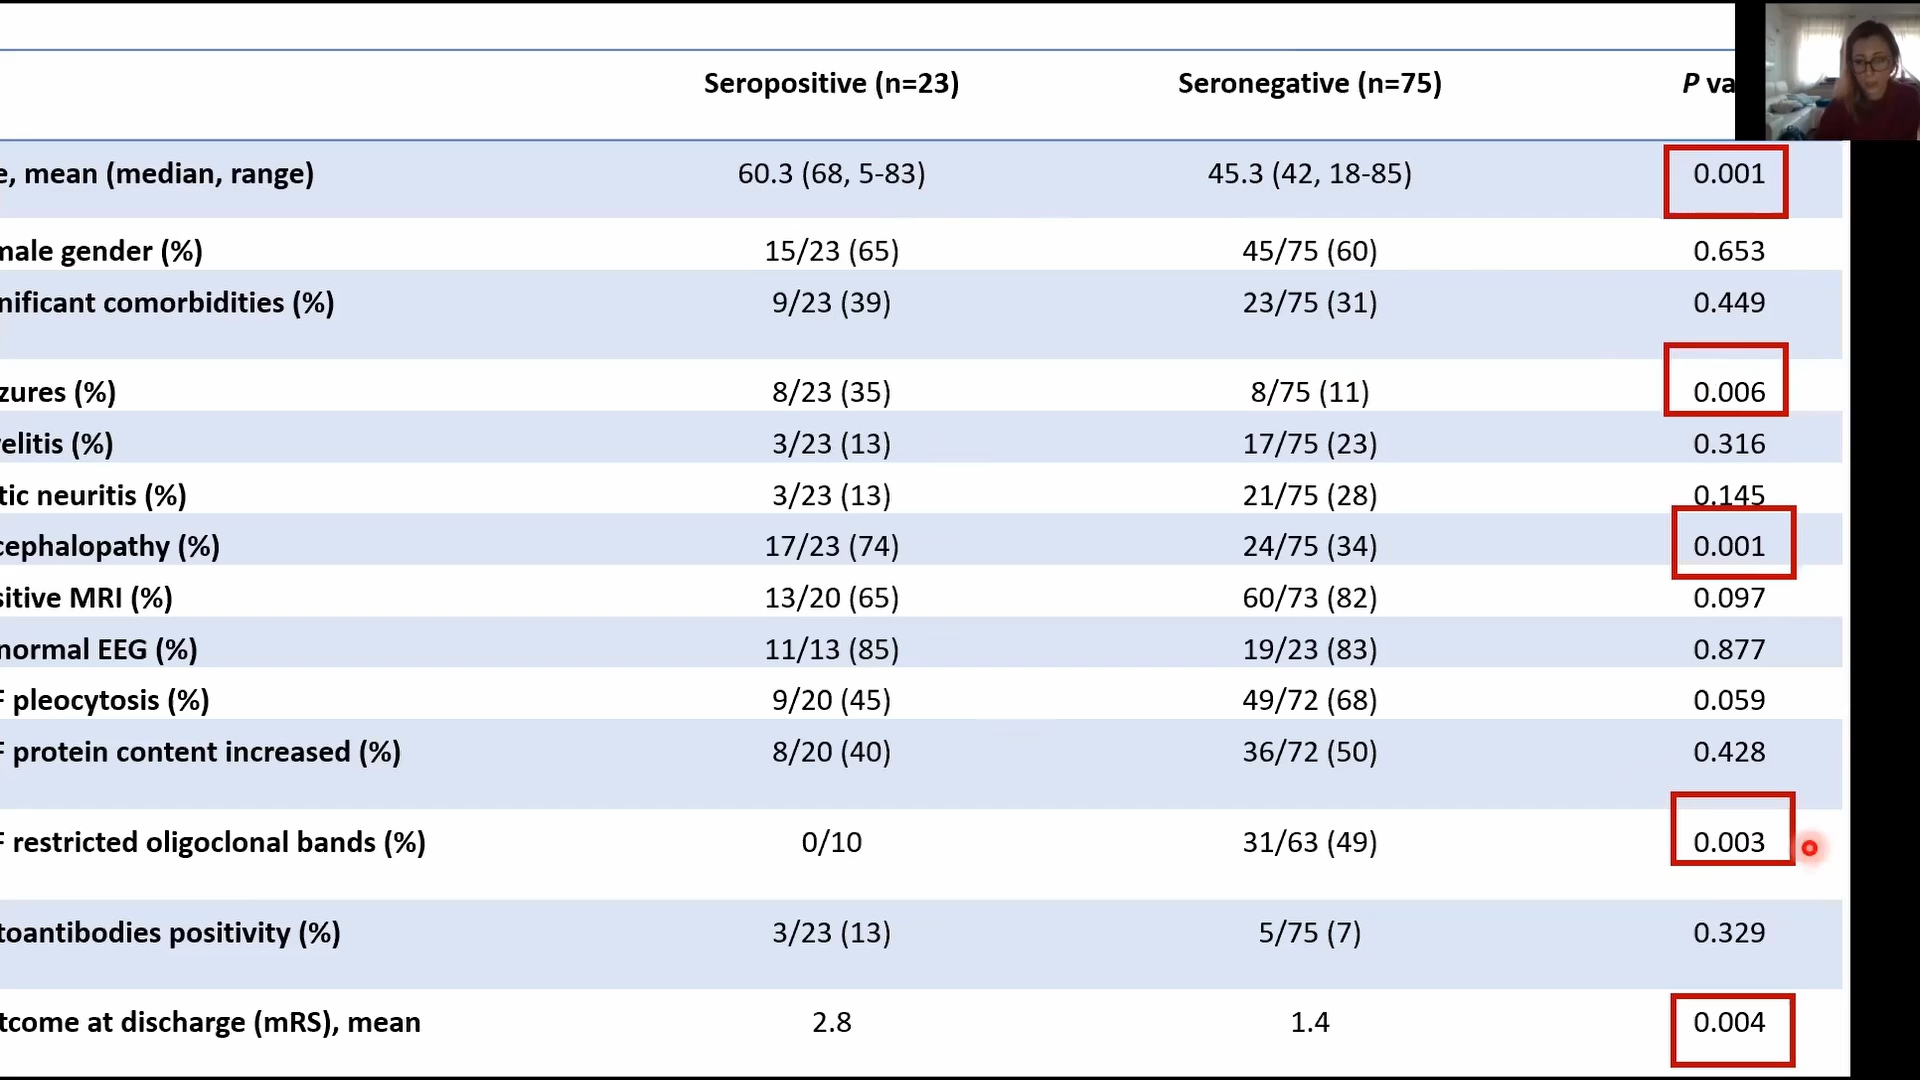 Seropositive (n=23) Seronegative (n=75) P va
e, mean (median, range) 60.3 (68, 5-83) 45.3 (42, 18-85) 0.001
male gender (%) 15/23 (65) 45/75 (60) 0.653
nificant comorbidities (%) 9/23 (39) 23/75 (31) 0.449
zures (%) 8/23 (35) 8/75 (11) 0.006
elitis (%) 3/23 (13) 17/75 (23) 0.316
tic neuritis (%) 3/23 (13) 21/75 (28) 0.145
cephalopathy (%) 17/23 (74) 24/75 (34) 0.001
sitive MRI (%) 13/20 (65) 60/73 (82) 0.097
normal EEG (%) 11/13 (85) 19/23 (83) 0.877
F pleocytosis (%) 9/20 (45) 49/72 (68) 0.059
F protein content increased (%) 8/20 (40) 36/72 (50) 0.428
F restricted oligoclonal bands (%) 0/10 31/63 (49) 0.003
toantibodies positivity (%) 3/23 (13) 5/75 (7) 0.329
tcome at discharge (mRS), mean 2.8 1.4 0.004